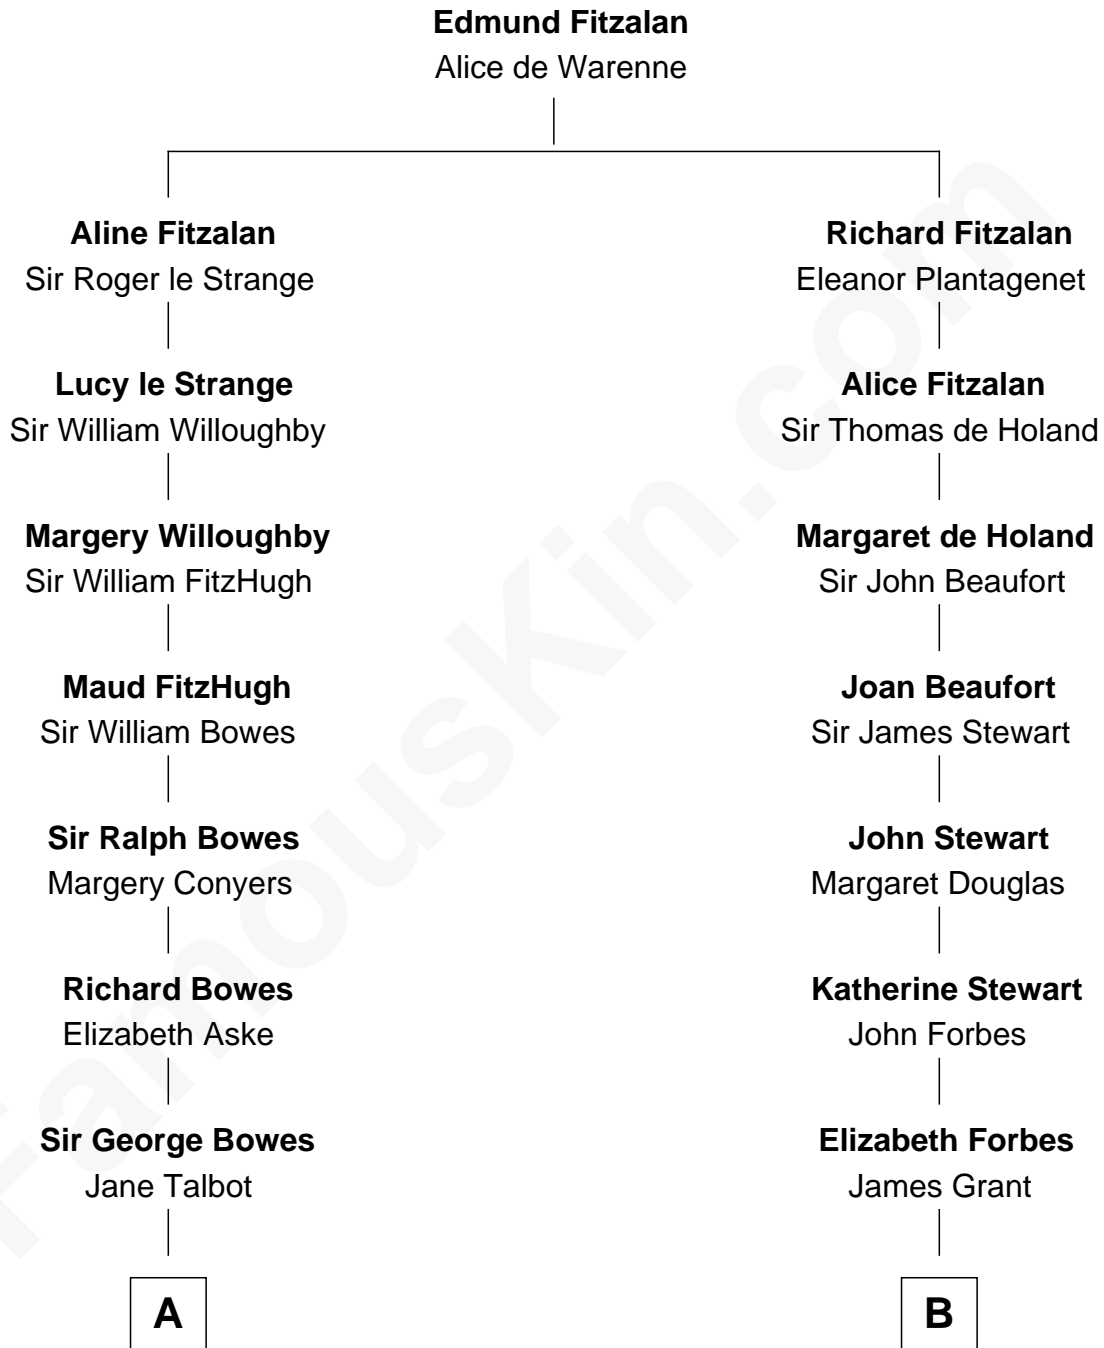 Edmund Fitzalan
Alice de Warenne
Aline Fitzalan
Sir Roger le Strange
Richard Fitzalan
Eleanor Plantagenet
Lucy le Strange
Sir William Willoughby
Alice Fitzalan
Sir Thomas de Holand
Margery Willoughby
Sir William FitzHugh
Margaret de Holand
Sir John Beaufort
Maud FitzHugh
Sir William Bowes
Joan Beaufort
Sir James Stewart
Sir Ralph Bowes
Margery Conyers
John Stewart
Margaret Douglas
Richard Bowes
Elizabeth Aske
Katherine Stewart
John Forbes
Sir George Bowes
Jane Talbot
Elizabeth Forbes
James Grant
A
B
FamousKin.com